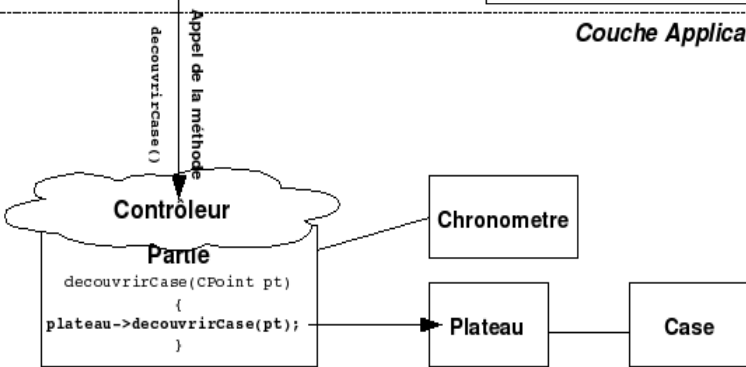 Couche Applica
Appel de la méthode
decouvrirCase()
Contrôleur
Chronometre
Partie
decouvrirCase(CPoint pt)
{
plateau->decouvrirCase(pt);
}
Plateau
Case